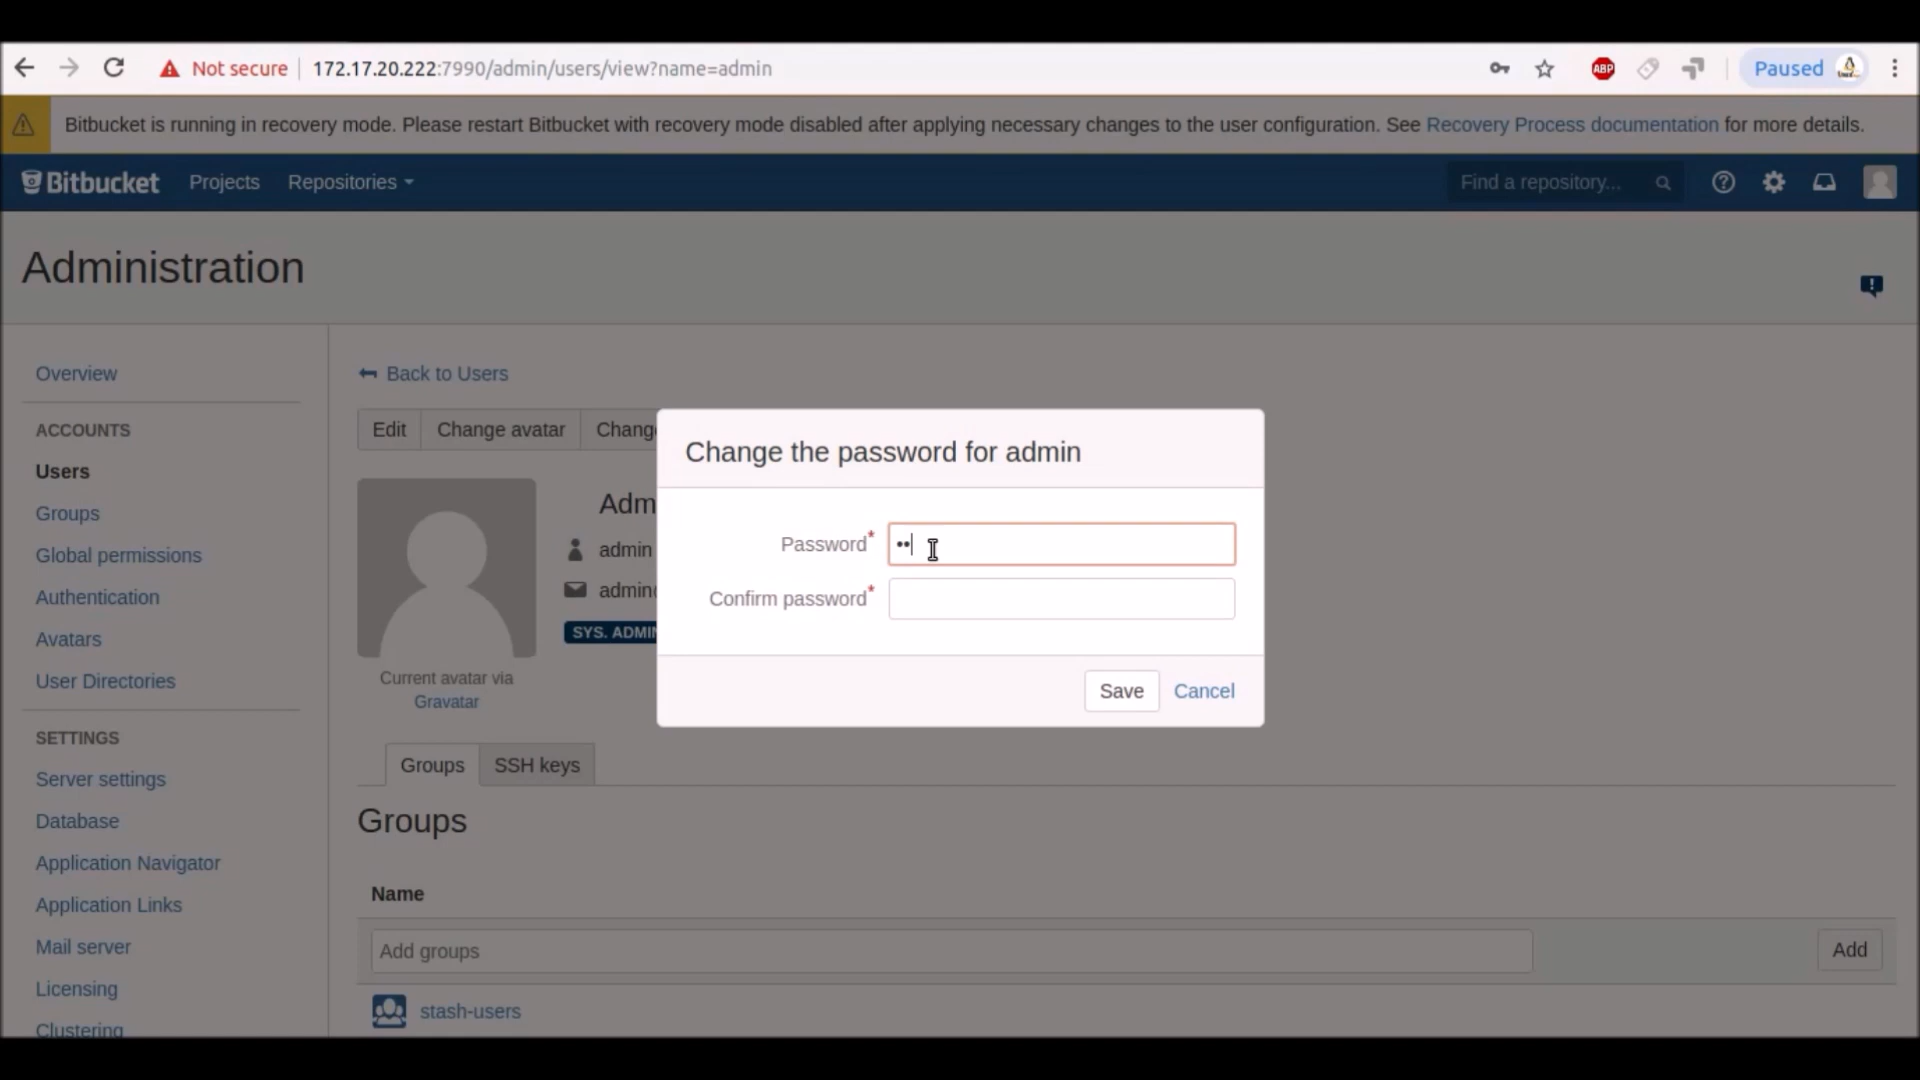 Not secure 172.17.20.222:7990/admin/users/view?name=admin ABP Paused
Bitbucket is running in recovery mode. Please restart Bitbucket with recovery mode disabled after applying necessary changes to the user configuration. See Recovery Process documentation for more details.
Bitbucket Projects Repositories Find a repository...
Administration
Overview
ACCOUNTS
Users
Groups
Global permissions
Authentication
Avatars
User Directories
SETTINGS
Server settings
Database
Application Navigator
Application Links
Mail server
Licensing
Clustering
Back to Users
Edit Change avatar Chang
Adm
admin
admin
SYS. ADMIN
Current avatar via
Gravatar
Change the password for admin
Password* ••
Confirm password*
Save Cancel
Groups SSH keys
Groups
Name
Add groups Add
stash-users